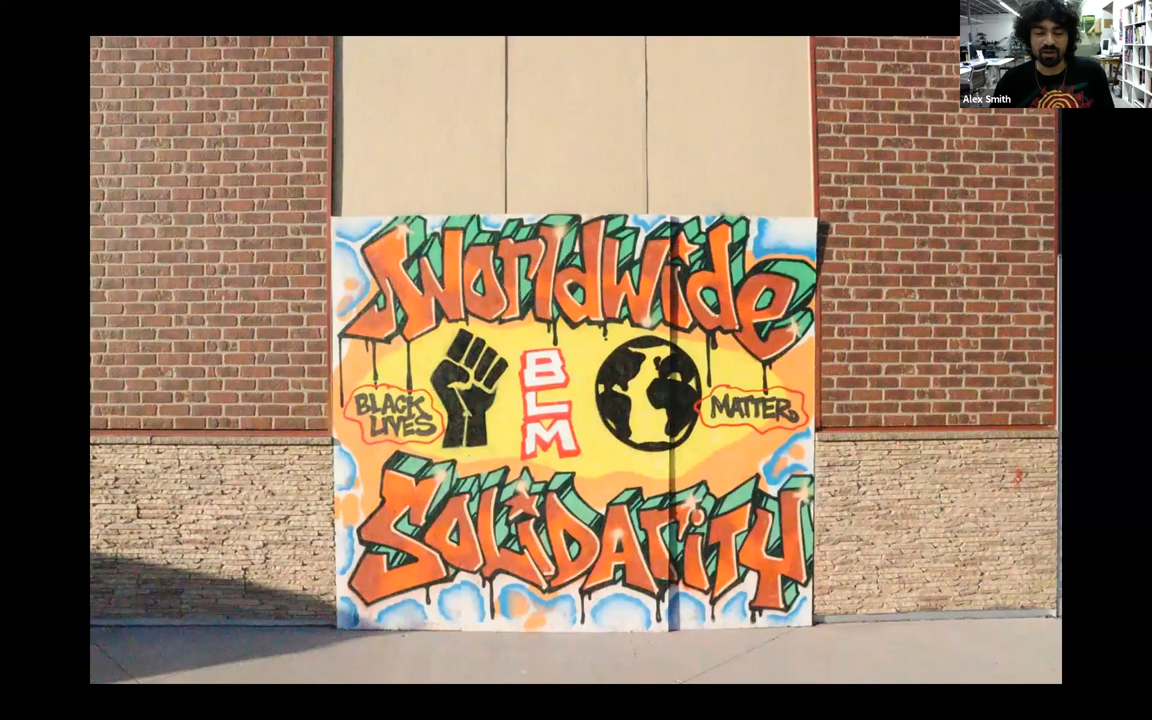 Alex Smith
Worldwide
BLACK
LIVES
BLM
MATTER
SOLIDARITY